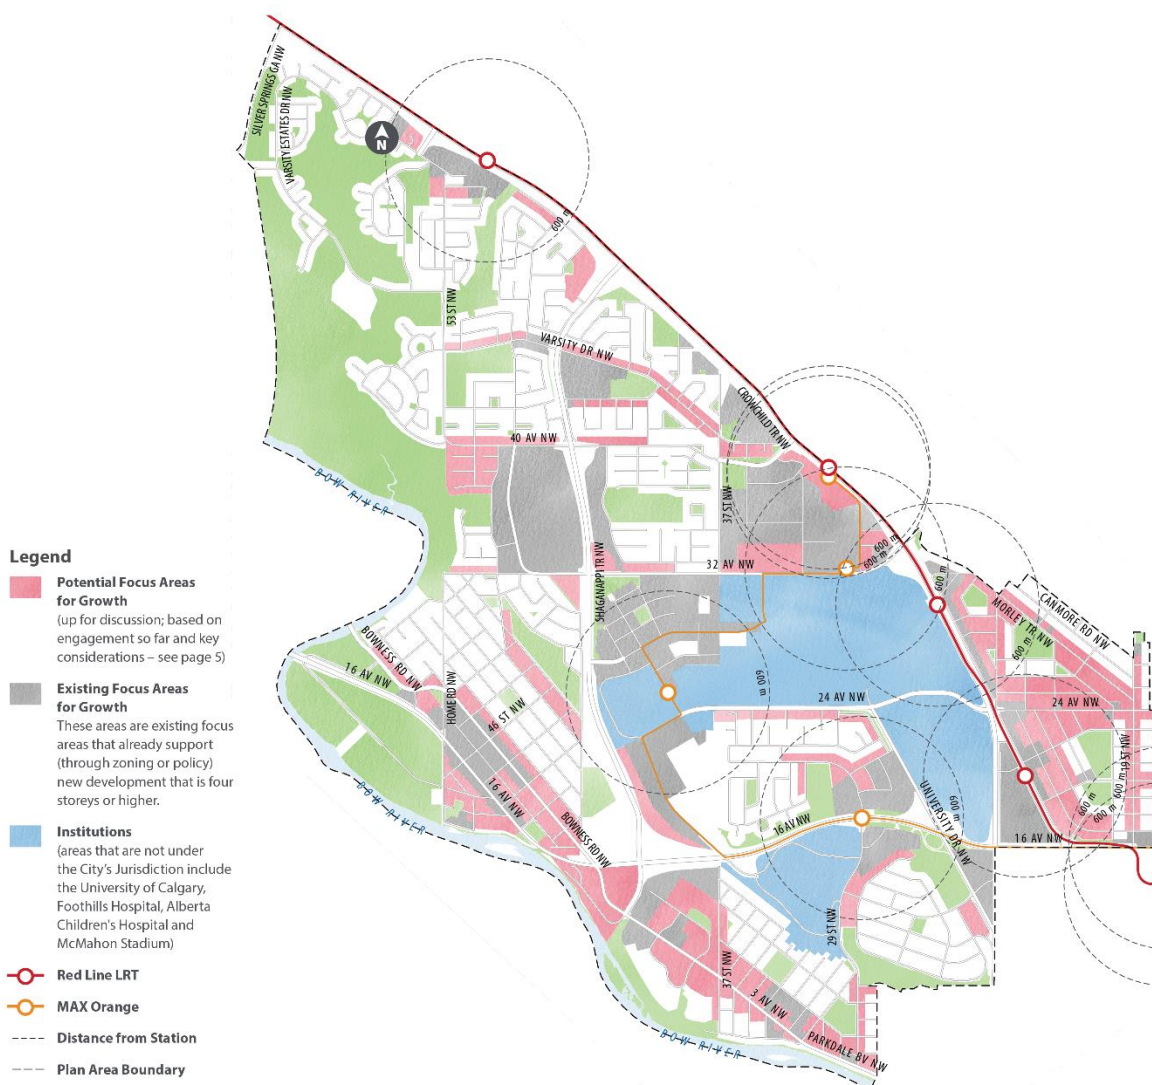 SILVER SPRINGS GA NW
VARSITY ESTATES DR NW
N
600 m
53 ST NW
VARSITY DR NW
CROWCHILD TR NW
40 AV NW
BOW RIVER
37 ST NW
600 m
600 m
32 AV NW
SHAGANAPPI TR NW
600 m
MORLEY TR NW
CANMORE RD NW
600 m
BOWNESS RD NW
16 AV NW
HOME RD NW
46 ST NW
600 m
24 AV NW
24 AV NW
19 ST NW
600 m
600 m
600 m
16 AV NW
BOW RIVER
BOWNESS RD NW
16 AV NW
UNIVERSITY DR NW
600 m
16 AV NW
29 ST NW
37 ST NW
3 AV NW
PARKDALE BV NW
BOW RIVER
Legend
Potential Focus Areas
for Growth
(up for discussion; based on
engagement so far and key
considerations – see page 5)
Existing Focus Areas
for Growth
These areas are existing focus
areas that already support
(through zoning or policy)
new development that is four
storeys or higher.
Institutions
(areas that are not under
the City's Jurisdiction include
the University of Calgary,
Foothills Hospital, Alberta
Children's Hospital and
McMahon Stadium)
Red Line LRT
MAX Orange
Distance from Station
Plan Area Boundary